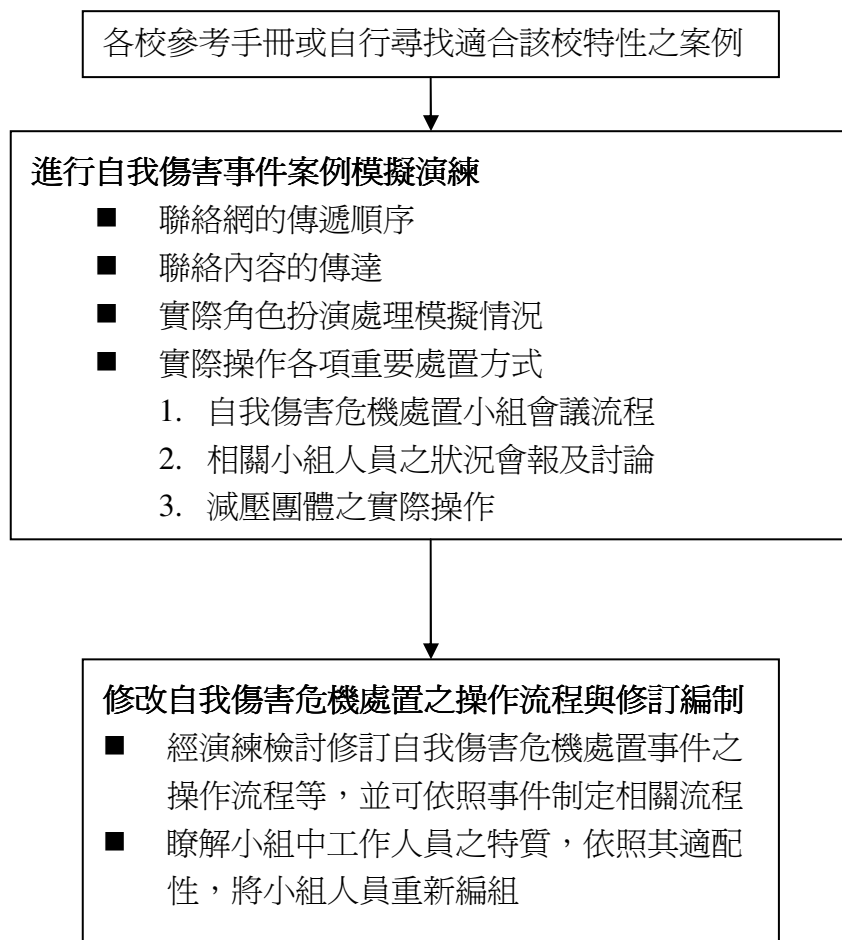 各校參考手冊或自行尋找適合該校特性之案例
進行自我傷害事件案例模擬演練
■ 聯絡網的傳遞順序
■ 聯絡內容的傳達
■ 實際角色扮演處理模擬情況
■ 實際操作各項重要處置方式
1. 自我傷害危機處置小組會議流程
2. 相關小組人員之狀況會報及討論
3. 減壓團體之實際操作
修改自我傷害危機處置之操作流程與修訂編制
■ 經演練檢討修訂自我傷害危機處置事件之
操作流程等，並可依照事件制定相關流程
■ 瞭解小組中工作人員之特質，依照其適配
性，將小組人員重新編組